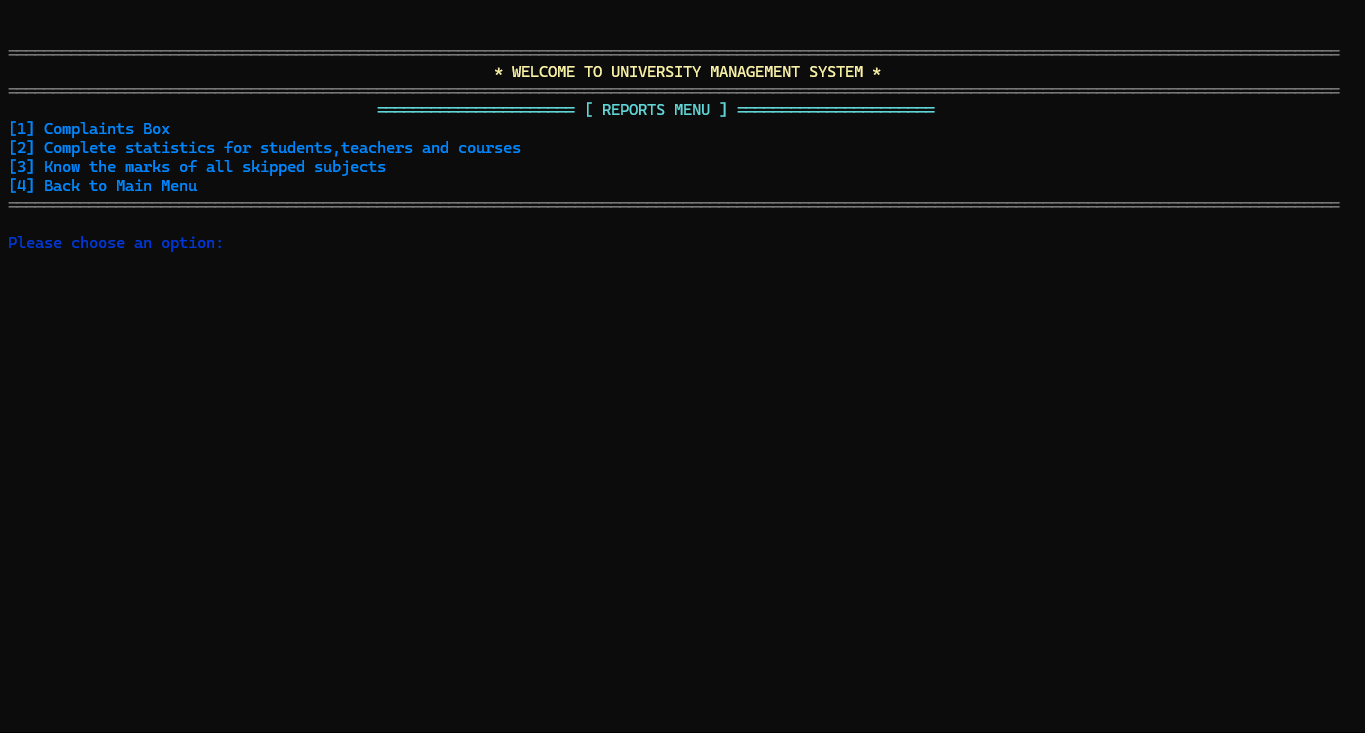 * WELCOME TO UNIVERSITY MANAGEMENT SYSTEM *
[ REPORTS MENU ]
[1] Complaints Box
[2] Complete statistics for students,teachers and courses
[3] Know the marks of all skipped subjects
[4] Back to Main Menu
Please choose an option: